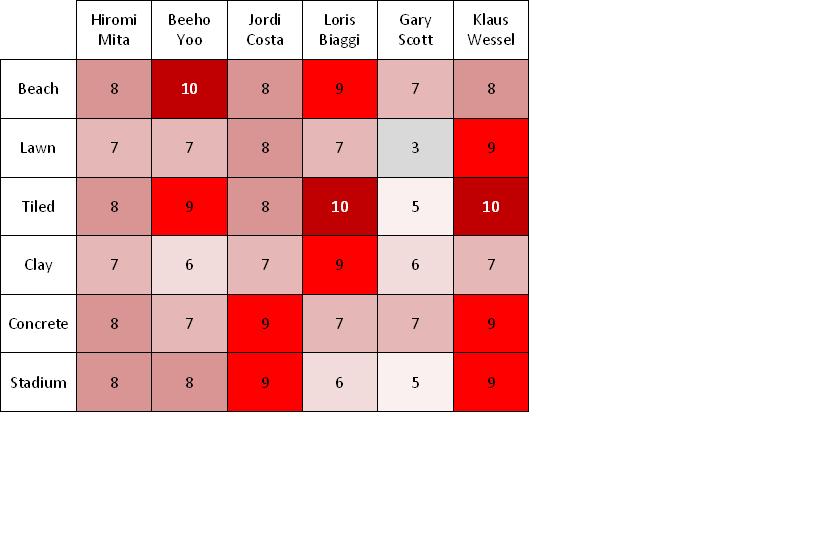 Hiromi Mita Beeho Yoo Jordi Costa Loris Biaggi Gary Scott Klaus Wessel
Beach 8 10 8 9 7 8
Lawn 7 7 8 7 3 9
Tiled 8 9 8 10 5 10
Clay 7 6 7 9 6 7
Concrete 8 7 9 7 7 9
Stadium 8 8 9 6 5 9